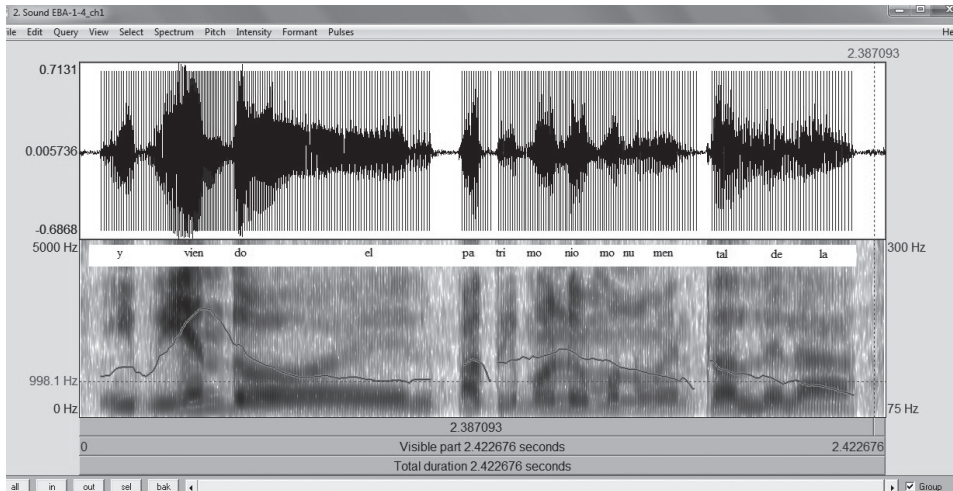 2. Sound EBA-1-4_ch1
ile Edit Query View Select Spectrum Pitch Intensity Formant Pulses He
2.387093
0.7131
0.005736
-0.6868
5000 Hz 300 Hz
y vien do el pa tri mo nio mo nu men tal de la
998.1 Hz
0 Hz 75 Hz
2.387093
0 Visible part 2.422676 seconds 2.422676
Total duration 2.422676 seconds
all in out sel bak Group